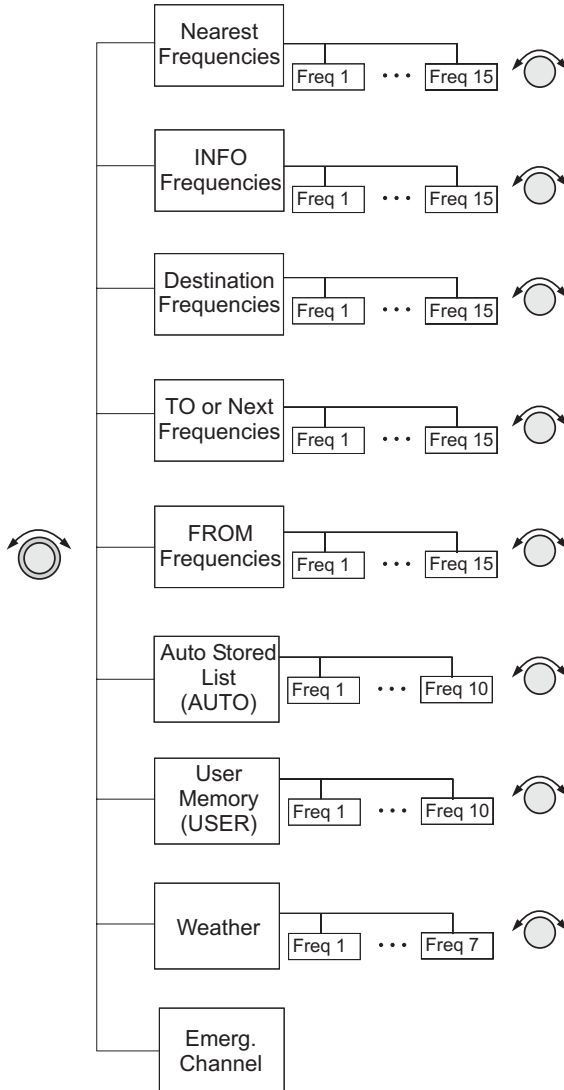 Nearest
Frequencies
Freq 1 • • • Freq 15
INFO
Frequencies
Freq 1 • • • Freq 15
Destination
Frequencies
Freq 1 • • • Freq 15
TO or Next
Frequencies
Freq 1 • • • Freq 15
FROM
Frequencies
Freq 1 • • • Freq 15
Auto Stored
List
(AUTO)
Freq 1 • • • Freq 10
User
Memory
(USER)
Freq 1 • • • Freq 10
Weather
Freq 1 • • • Freq 7
Emerg.
Channel